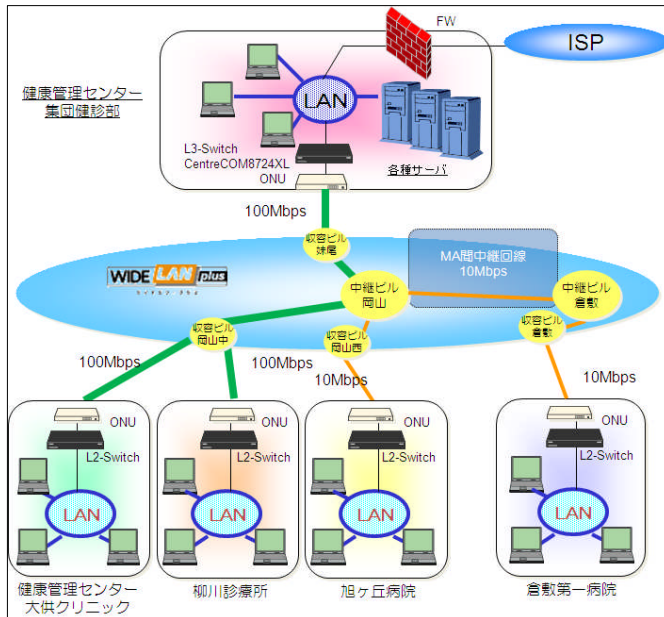 FW
ISP
健康管理センター
集団健診部
LAN
L3-Switch
CentreCOM8724XL
ONU
各種サーバ
100Mbps
収容ビル
妹尾
MA間中継回線
10Mbps
WIDE LAN plus
中継ビル
岡山
中継ビル
倉敷
収容ビル
岡山中
収容ビル
岡山西
収容ビル
倉敷
100Mbps
100Mbps
10Mbps
10Mbps
ONU
L2-Switch
LAN
ONU
L2-Switch
LAN
ONU
L2-Switch
LAN
ONU
L2-Switch
LAN
健康管理センター
大供クリニック
柳川診療所
旭ヶ丘病院
倉敷第一病院